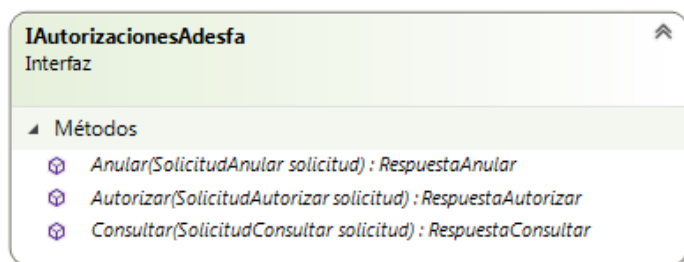 IAutorizacionesAdesfa
Interfaz
Métodos
Anular(SolicitudAnular solicitud) : RespuestaAnular
Autorizar(SolicitudAutorizar solicitud) : RespuestaAutorizar
Consultar(SolicitudConsultar solicitud) : RespuestaConsultar